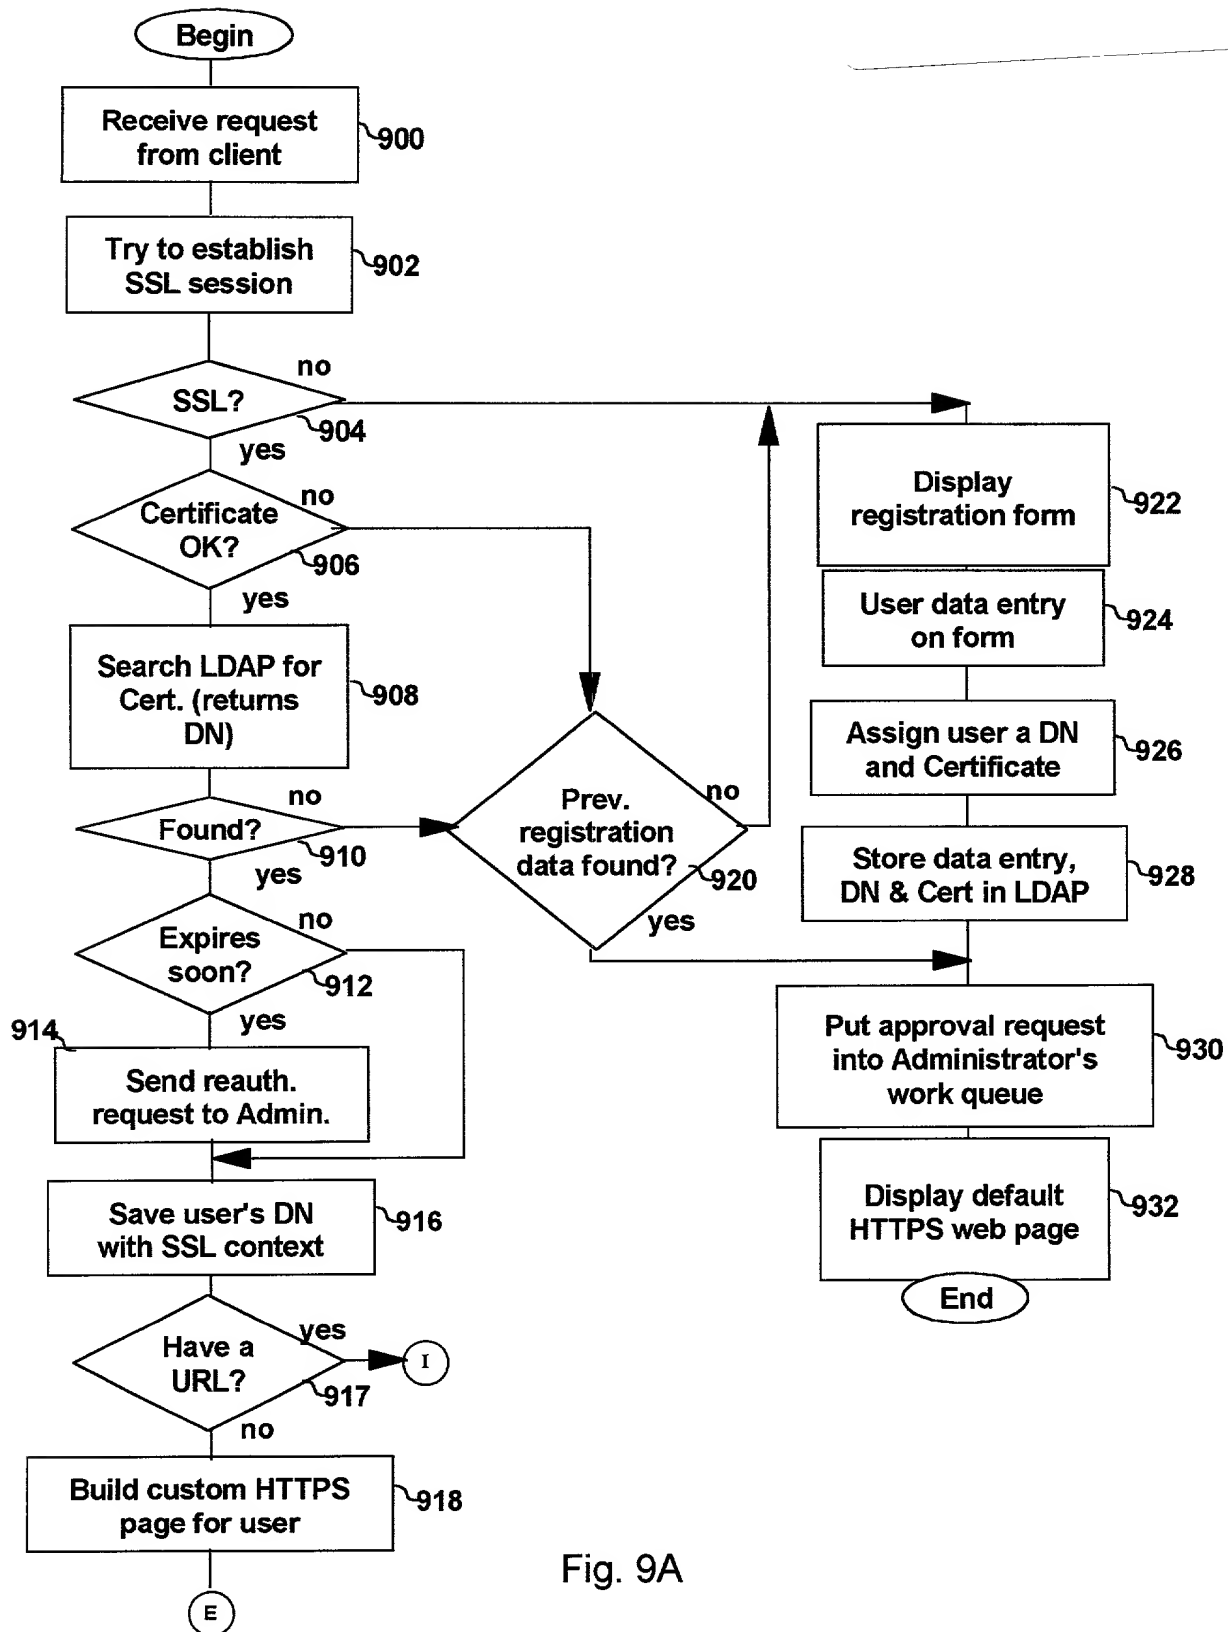 Begin
Receive request
from client
900
Try to establish
SSL session
902
no
SSL?
904
yes
no
Certificate
OK?
906
yes
Search LDAP for
Cert. (returns
DN)
908
no
Found?
910
yes
no
Expires
soon?
912
yes
914
Send reauth.
request to Admin.
Save user's DN
with SSL context
916
yes
Have a
URL?
I
917
no
Build custom HTTPS
page for user
918
E
Prev.
registration
data found?
no
920
yes
Display
registration form
922
User data entry
on form
924
Assign user a DN
and Certificate
926
Store data entry,
DN & Cert in LDAP
928
Put approval request
into Administrator's
work queue
930
Display default
HTTPS web page
932
End
Fig. 9A